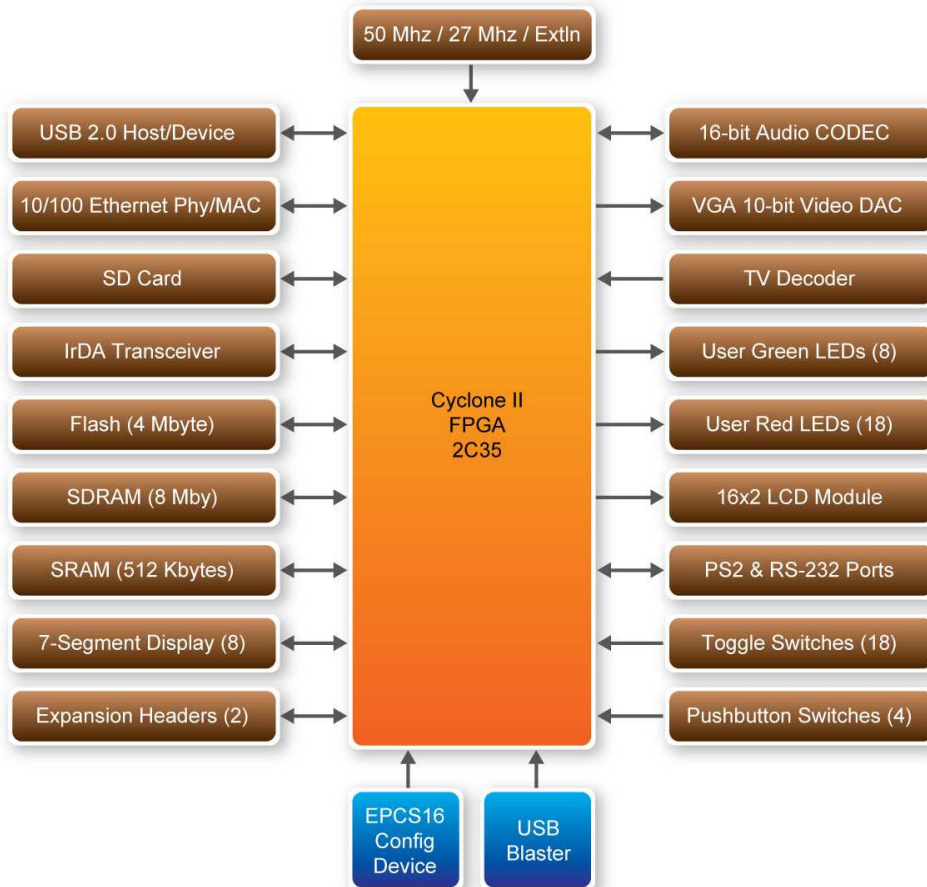 50 Mhz / 27 Mhz / ExtIn
USB 2.0 Host/Device
10/100 Ethernet Phy/MAC
SD Card
IrDA Transceiver
Flash (4 Mbyte)
SDRAM (8 Mby)
SRAM (512 Kbytes)
7-Segment Display (8)
Expansion Headers (2)
Cyclone II
FPGA
2C35
16-bit Audio CODEC
VGA 10-bit Video DAC
TV Decoder
User Green LEDs (8)
User Red LEDs (18)
16x2 LCD Module
PS2 & RS-232 Ports
Toggle Switches (18)
Pushbutton Switches (4)
EPCS16
Config
Device
USB
Blaster